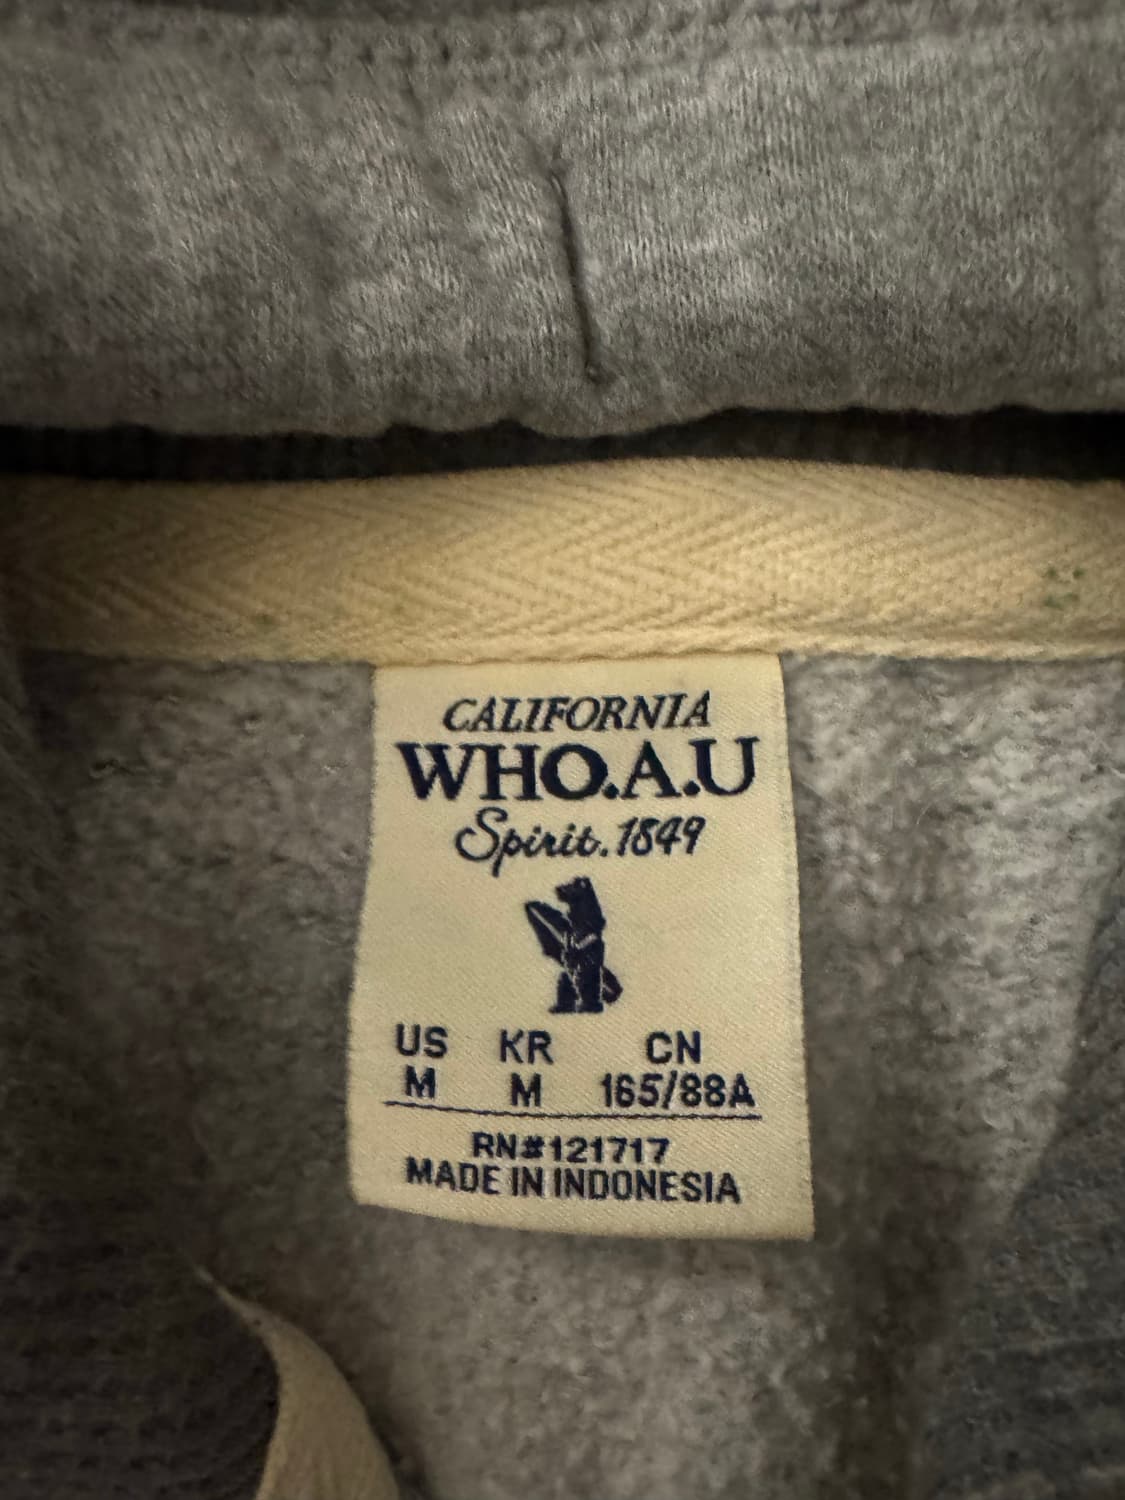 CALIFORNIA
WHO.A.U
Spirit.1849
US KR CN
M M 165/88A
RN#121717
MADE IN INDONESIA